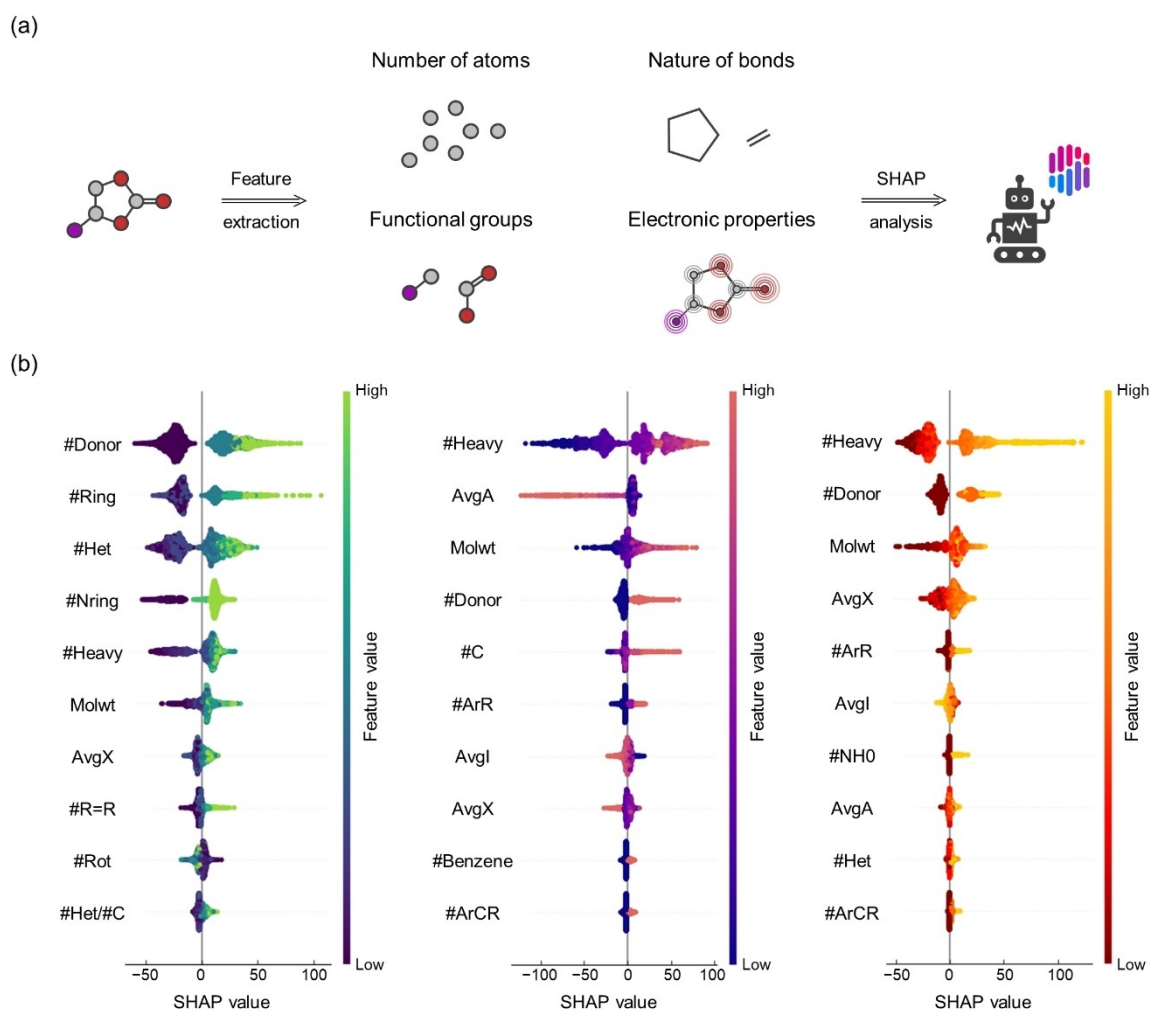 (a)
Number of atoms
Nature of bonds
Feature
extraction
SHAP
analysis
Functional groups
Electronic properties
(b)
High
#Donor
#Ring
#Het
#Nring
#Heavy
Molwt
AvgX
#R=R
#Rot
#Het/#C
Feature value
Low
−50
0
50
100
SHAP value
High
#Heavy
AvgA
Molwt
#Donor
#C
#ArR
AvgI
AvgX
#Benzene
#ArCR
Feature value
Low
−100
−50
0
50
100
SHAP value
High
#Heavy
#Donor
Molwt
AvgX
#ArR
AvgI
#NH0
AvgA
#Het
#ArCR
Feature value
Low
−50
0
50
100
SHAP value